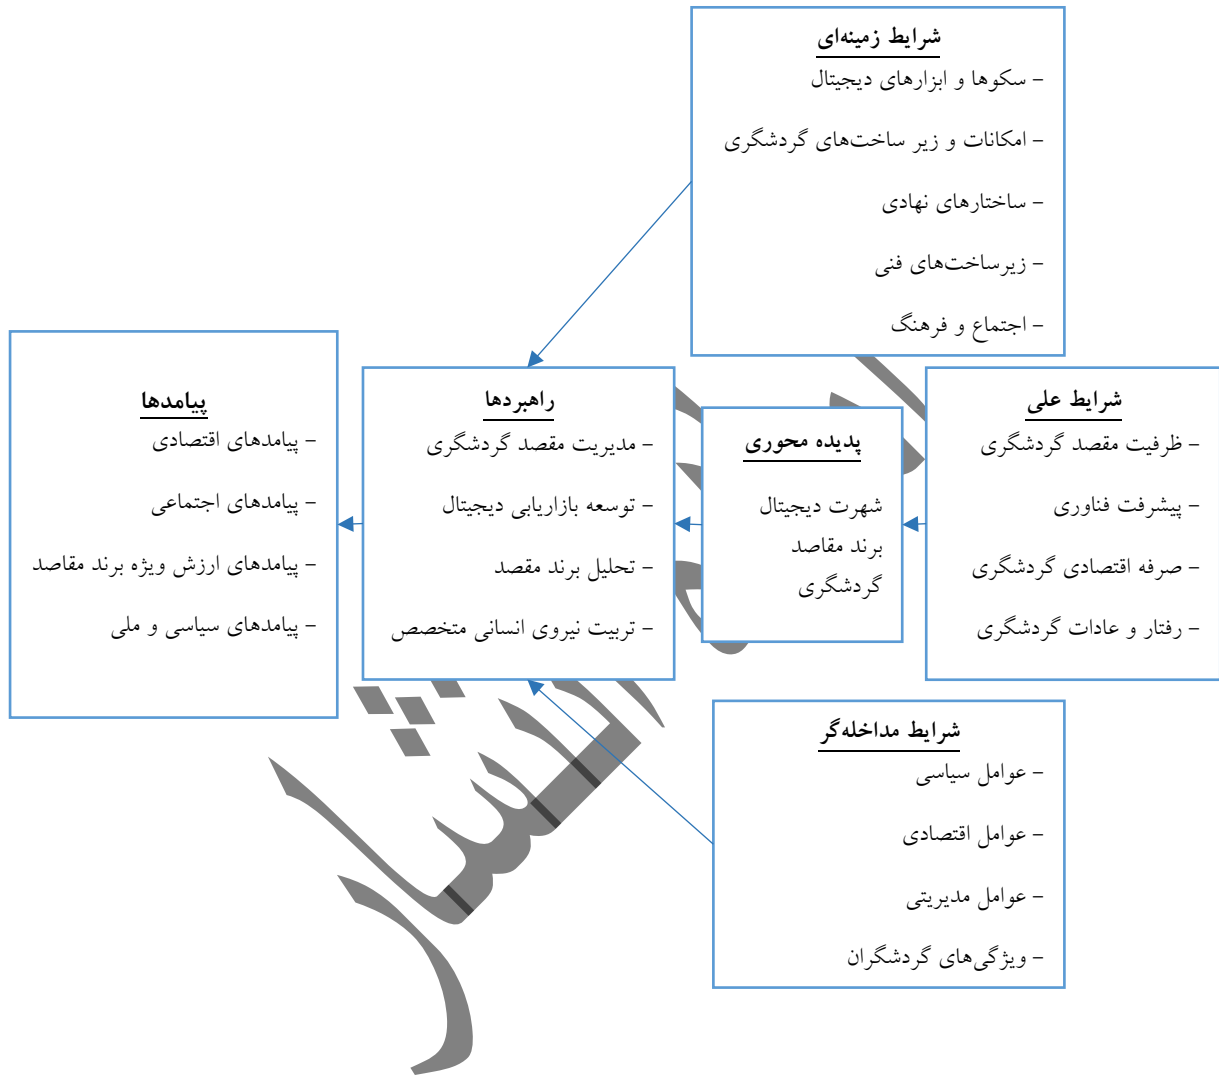 شرایط زمینه‌ای
- سکوها و ابزارهای دیجیتال
- امکانات و زیر ساخت‌های گردشگری
- ساختارهای نهادی
- زیرساخت‌های فنی
- اجتماع و فرهنگ
شرایط علی
- ظرفیت مقصد گردشگری
- پیشرفت فناوری
- صرفه اقتصادی گردشگری
- رفتار و عادات گردشگری
پدیده محوری
شهرت دیجیتال
برند مقاصد
گردشگری
راهبردها
- مدیریت مقصد گردشگری
- توسعه بازاریابی دیجیتال
- تحلیل برند مقصد
- تربیت نیروی انسانی متخصص
پیامدها
- پیامدهای اقتصادی
- پیامدهای اجتماعی
- پیامدهای ارزش ویژه برند مقاصد
- پیامدهای سیاسی و ملی
شرایط مداخله‌گر
- عوامل سیاسی
- عوامل اقتصادی
- عوامل مدیریتی
- ویژگی‌های گردشگران